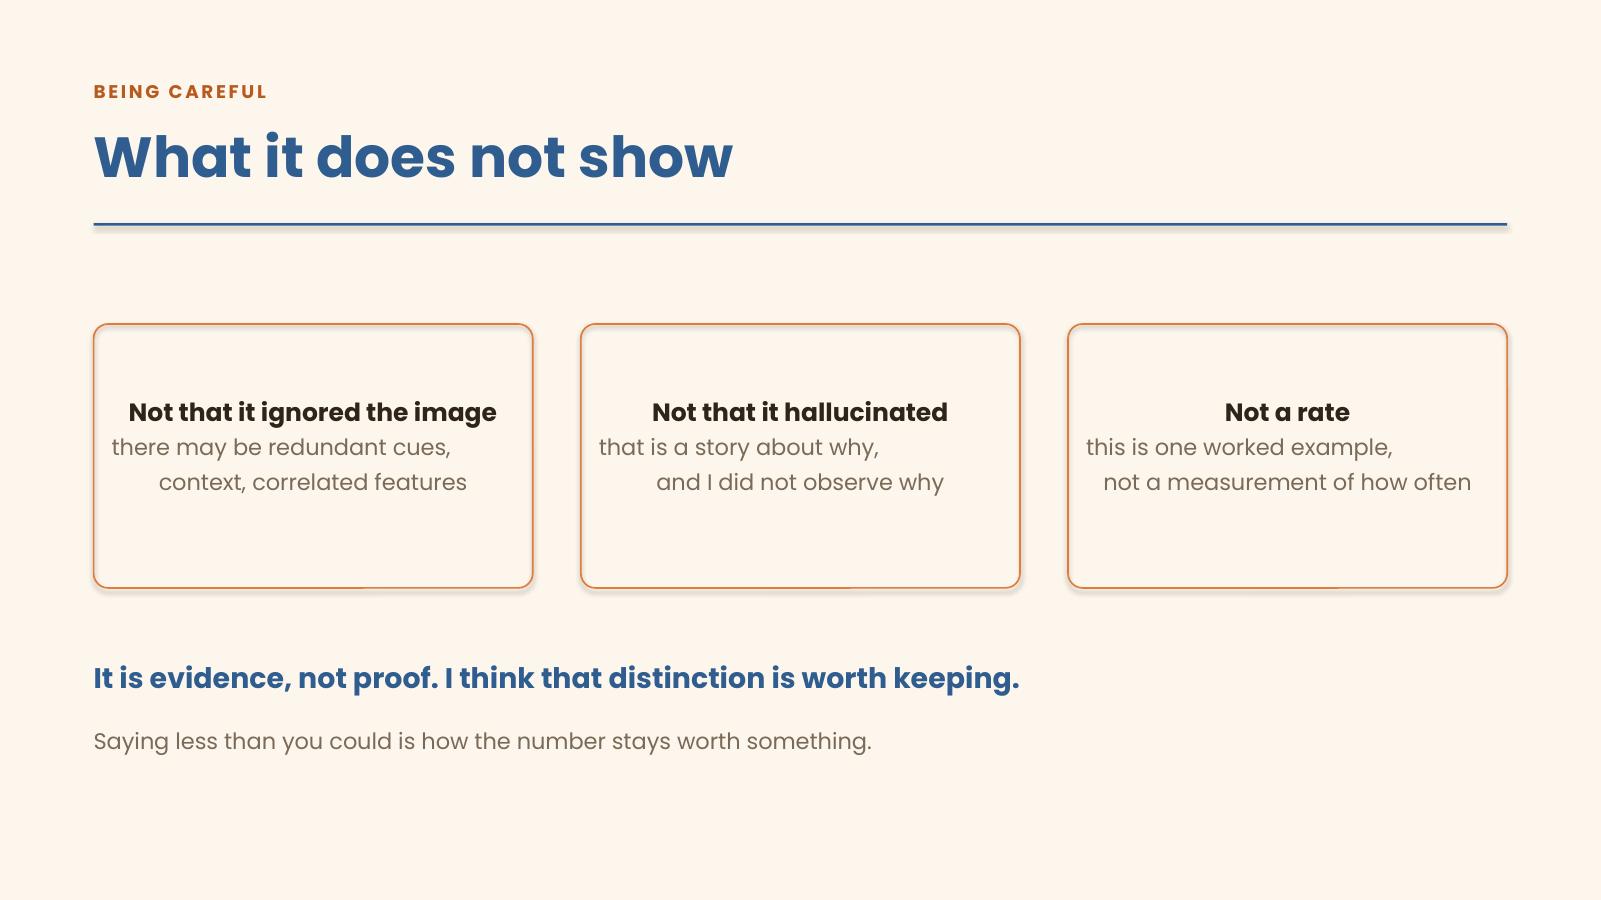 BEING CAREFUL
What it does not show
Not that it ignored the image
there may be redundant cues,
context, correlated features
Not that it hallucinated
that is a story about why,
and I did not observe why
Not a rate
this is one worked example,
not a measurement of how often
It is evidence, not proof. I think that distinction is worth keeping.
Saying less than you could is how the number stays worth something.